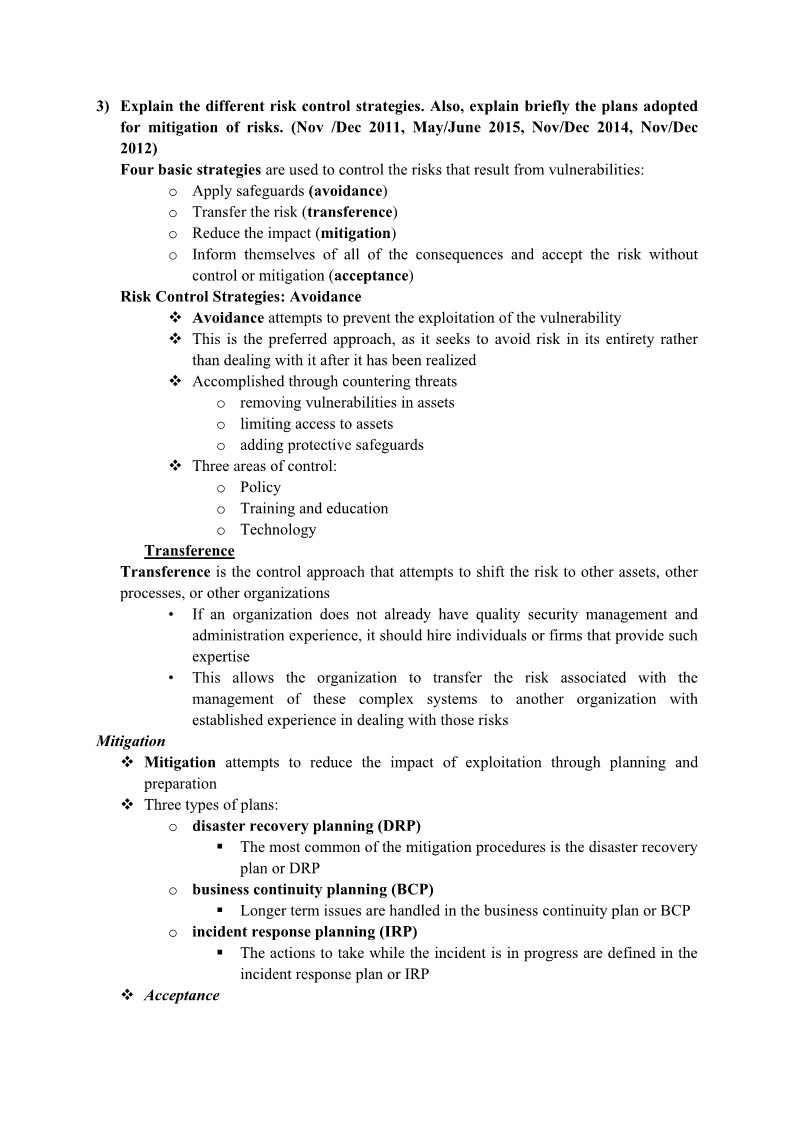 3) Explain the different risk control strategies. Also, explain briefly the plans adopted
for mitigation of risks. (Nov /Dec 2011, May/June 2015, Nov/Dec 2014, Nov/Dec
2012)
Four basic strategies are used to control the risks that result from vulnerabilities:
o Apply safeguards (avoidance)
o Transfer the risk (transference)
o Reduce the impact (mitigation)
o Inform themselves of all of the consequences and accept the risk without
control or mitigation (acceptance)
Risk Control Strategies: Avoidance
❖ Avoidance attempts to prevent the exploitation of the vulnerability
❖ This is the preferred approach, as it seeks to avoid risk in its entirety rather
than dealing with it after it has been realized
❖ Accomplished through countering threats
o removing vulnerabilities in assets
o limiting access to assets
o adding protective safeguards
❖ Three areas of control:
o Policy
o Training and education
o Technology
Transference
Transference is the control approach that attempts to shift the risk to other assets, other
processes, or other organizations
• If an organization does not already have quality security management and
administration experience, it should hire individuals or firms that provide such
expertise
• This allows the organization to transfer the risk associated with the
management of these complex systems to another organization with
established experience in dealing with those risks
Mitigation
❖ Mitigation attempts to reduce the impact of exploitation through planning and
preparation
❖ Three types of plans:
o disaster recovery planning (DRP)
▪ The most common of the mitigation procedures is the disaster recovery
plan or DRP
o business continuity planning (BCP)
▪ Longer term issues are handled in the business continuity plan or BCP
o incident response planning (IRP)
▪ The actions to take while the incident is in progress are defined in the
incident response plan or IRP
❖ Acceptance